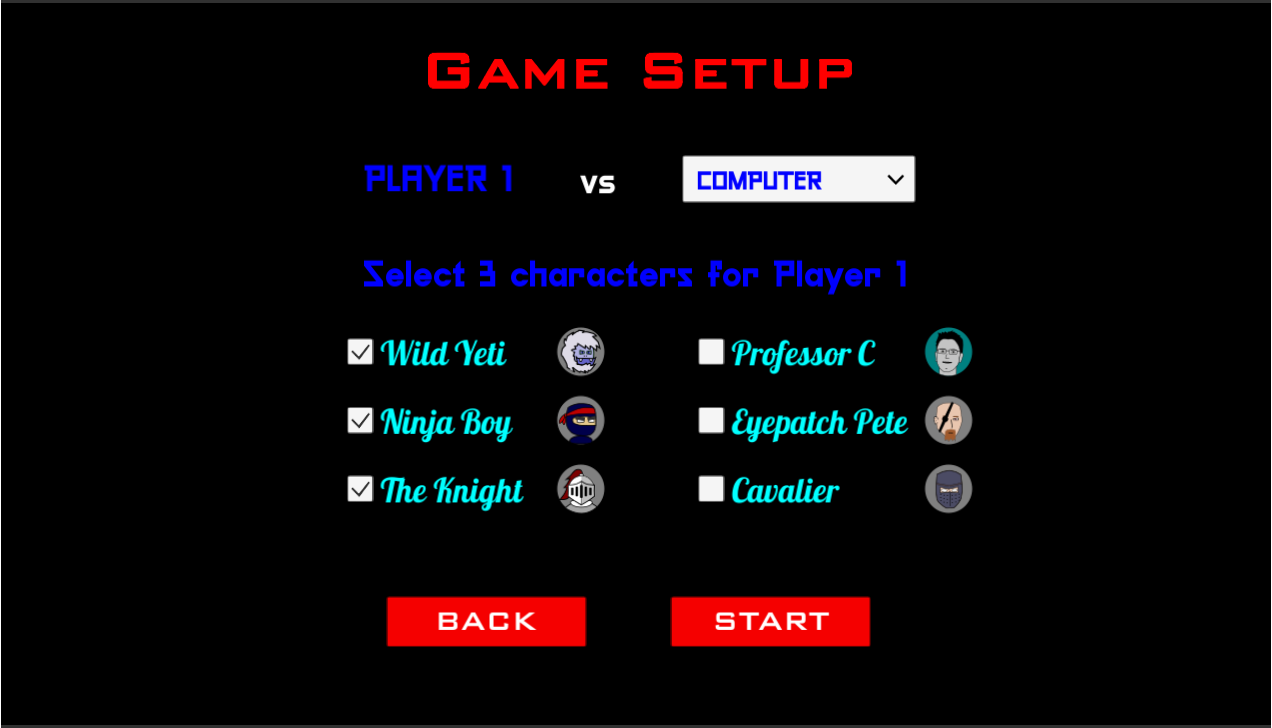 Game Setup
PLAYER 1 vs COMPUTER
Select 3 characters for Player 1
Wild Yeti Professor C
Ninja Boy Eyepatch Pete
The Knight Cavalier
BACK START